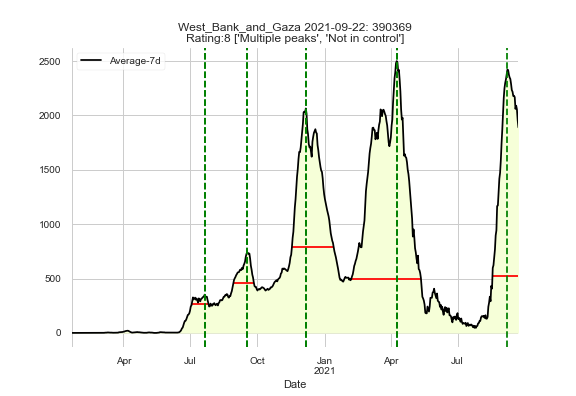 West_Bank_and_Gaza 2021-09-22: 390369
Rating:8 ['Multiple peaks', 'Not in control']
Average-7d
2500
2000
1500
1000
500
0
Apr
Jul
Oct
Jan
2021
Apr
Jul
Date